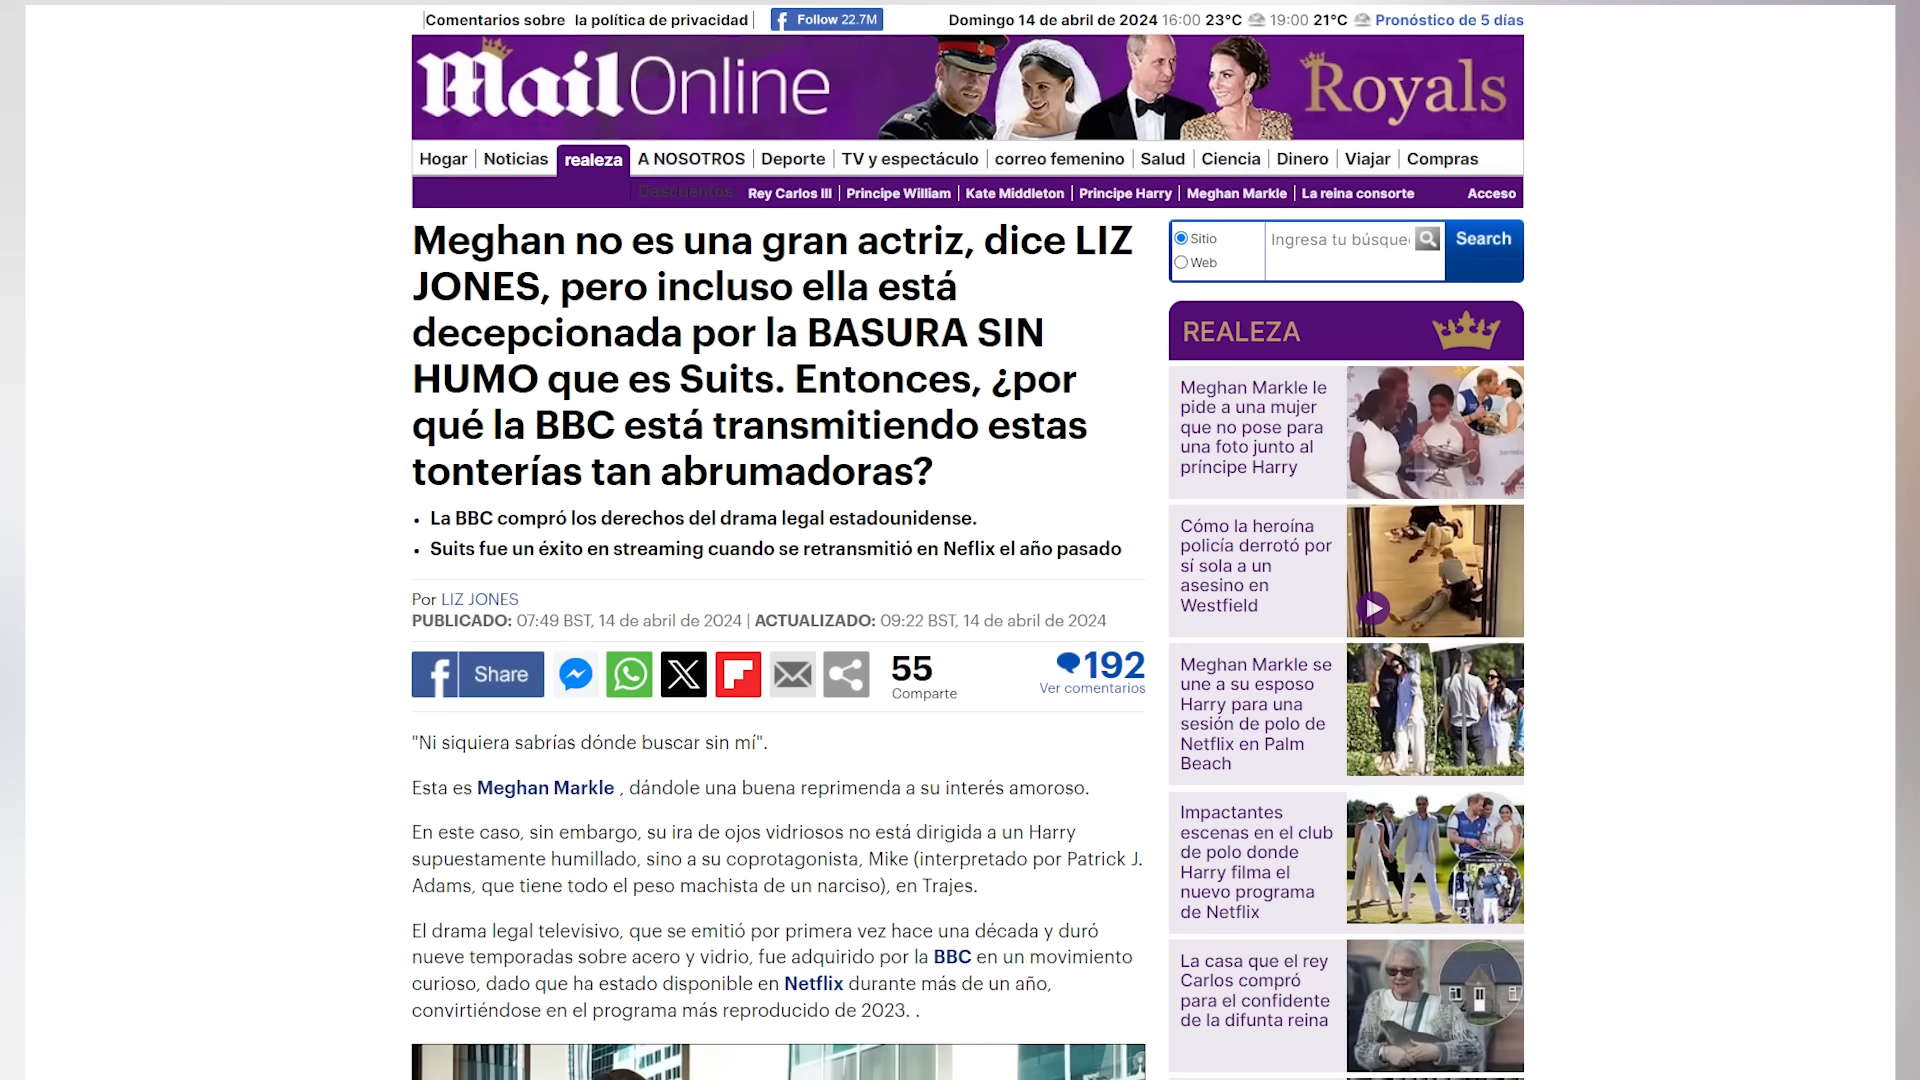 Comentarios sobre la política de privacidad
Follow 22.7M
Domingo 14 de abril de 2024 16:00 23°C 19:00 21°C Pronóstico de 5 días
Mail Online
Royals
Hogar Noticias realeza A NOSOTROS Deporte TV y espectáculo correo femenino Salud Ciencia Dinero Viajar Compras
Descuentos Rey Carlos III Principe William Kate Middleton Principe Harry Meghan Markle La reina consorte Acceso
Meghan no es una gran actriz, dice LIZ
JONES, pero incluso ella está
decepcionada por la BASURA SIN
HUMO que es Suits. Entonces, ¿por
qué la BBC está transmitiendo estas
tonterías tan abrumadoras?
• La BBC compró los derechos del drama legal estadounidense.
• Suits fue un éxito en streaming cuando se retransmitió en Neflix el año pasado
Por LIZ JONES
PUBLICADO: 07:49 BST, 14 de abril de 2024 | ACTUALIZADO: 09:22 BST, 14 de abril de 2024
Share
55
Comparte
192
Ver comentarios
"Ni siquiera sabrías dónde buscar sin mí".
Esta es Meghan Markle , dándole una buena reprimenda a su interés amoroso.
En este caso, sin embargo, su ira de ojos vidriosos no está dirigida a un Harry
supuestamente humillado, sino a su coprotagonista, Mike (interpretado por Patrick J.
Adams, que tiene todo el peso machista de un narciso), en Trajes.
El drama legal televisivo, que se emitió por primera vez hace una década y duró
nueve temporadas sobre acero y vidrio, fue adquirido por la BBC en un movimiento
curioso, dado que ha estado disponible en Netflix durante más de un año,
convirtiéndose en el programa más reproducido de 2023. .
Sitio
Web
Ingresa tu búsque
Search
REALEZA
Meghan Markle le
pide a una mujer
que no pose para
una foto junto al
príncipe Harry
Cómo la heroína
policía derrotó por
sí sola a un
asesino en
Westfield
Meghan Markle se
une a su esposo
Harry para una
sesión de polo de
Netflix en Palm
Beach
Impactantes
escenas en el club
de polo donde
Harry filma el
nuevo programa
de Netflix
La casa que el rey
Carlos compró
para el confidente
de la difunta reina